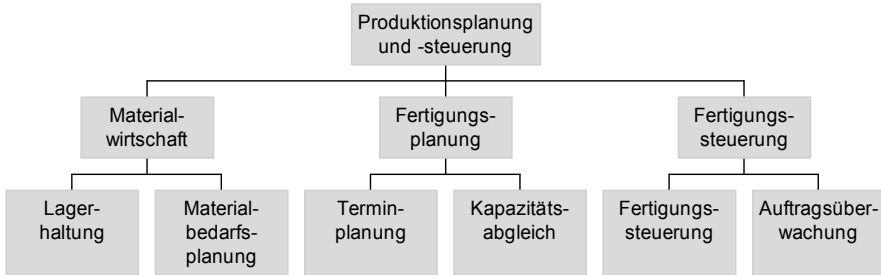 Produktionsplanung
und -steuerung
Material-
wirtschaft
Fertigungs-
planung
Fertigungs-
steuerung
Lager-
haltung
Material-
bedarfs-
planung
Termin-
planung
Kapazitäts-
abgleich
Fertigungs-
steuerung
Auftragsüber-
wachung